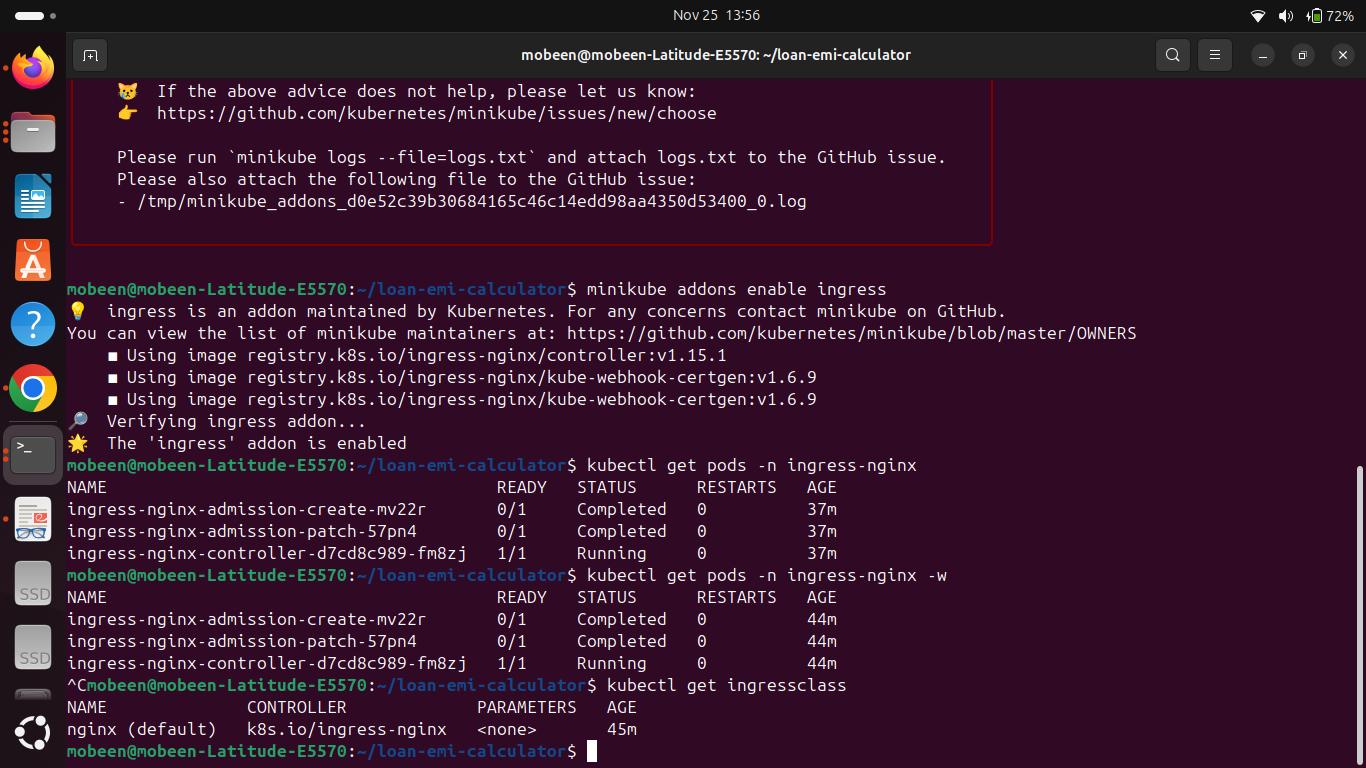 Nov 25 13:56
72%
mobeen@mobeen-Latitude-E5570: ~/loan-emi-calculator
😿 If the above advice does not help, please let us know:
👉 https://github.com/kubernetes/minikube/issues/new/choose
Please run `minikube logs --file=logs.txt` and attach logs.txt to the GitHub issue.
Please also attach the following file to the GitHub issue:
- /tmp/minikube_addons_d0e52c39b30684165c46c14edd98aa4350d53400_0.log
mobeen@mobeen-Latitude-E5570:~/loan-emi-calculator$ minikube addons enable ingress
💡 ingress is an addon maintained by Kubernetes. For any concerns contact minikube on GitHub.
You can view the list of minikube maintainers at: https://github.com/kubernetes/minikube/blob/master/OWNERS
▪ Using image registry.k8s.io/ingress-nginx/controller:v1.15.1
▪ Using image registry.k8s.io/ingress-nginx/kube-webhook-certgen:v1.6.9
▪ Using image registry.k8s.io/ingress-nginx/kube-webhook-certgen:v1.6.9
🔎 Verifying ingress addon...
🌟 The 'ingress' addon is enabled
mobeen@mobeen-Latitude-E5570:~/loan-emi-calculator$ kubectl get pods -n ingress-nginx
NAME READY STATUS RESTARTS AGE
ingress-nginx-admission-create-mv22r 0/1 Completed 0 37m
ingress-nginx-admission-patch-57pn4 0/1 Completed 0 37m
ingress-nginx-controller-d7cd8c989-fm8zj 1/1 Running 0 37m
mobeen@mobeen-Latitude-E5570:~/loan-emi-calculator$ kubectl get pods -n ingress-nginx -w
NAME READY STATUS RESTARTS AGE
ingress-nginx-admission-create-mv22r 0/1 Completed 0 44m
ingress-nginx-admission-patch-57pn4 0/1 Completed 0 44m
ingress-nginx-controller-d7cd8c989-fm8zj 1/1 Running 0 44m
^Cmobeen@mobeen-Latitude-E5570:~/loan-emi-calculator$ kubectl get ingressclass
NAME CONTROLLER PARAMETERS AGE
nginx (default) k8s.io/ingress-nginx <none> 45m
mobeen@mobeen-Latitude-E5570:~/loan-emi-calculator$
?
>_
SSD
SSD